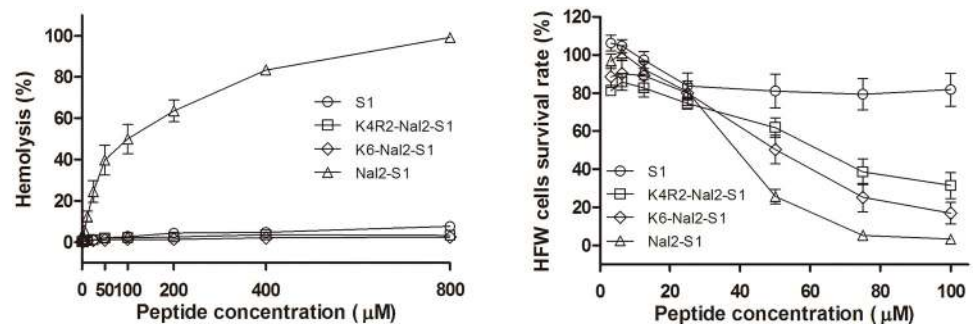 Hemolysis (%)
100
80
60
40
20
0
0
50
100
200
400
800
Peptide concentration ( μM)
S1
K4R2-Nal2-S1
K6-Nal2-S1
Nal2-S1
HFW cells survival rate (%)
120
100
80
60
40
20
0
0
20
40
60
80
100
Peptide concentration ( μM)
S1
K4R2-Nal2-S1
K6-Nal2-S1
Nal2-S1